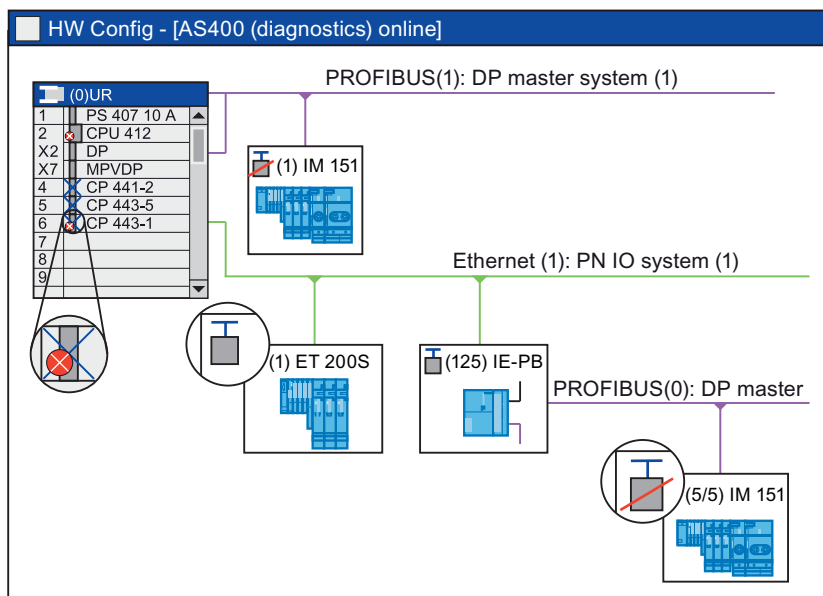 HW Config - [AS400 (diagnostics) online]
PROFIBUS(1): DP master system (1)
(0)UR
1 PS 407 10 A
2 CPU 412
X2 DP
X7 MPVDP
4 CP 441-2
5 CP 443-5
6 CP 443-1
7
8
9
(1) IM 151
Ethernet (1): PN IO system (1)
(1) ET 200S
(125) IE-PB
PROFIBUS(0): DP master
(5/5) IM 151